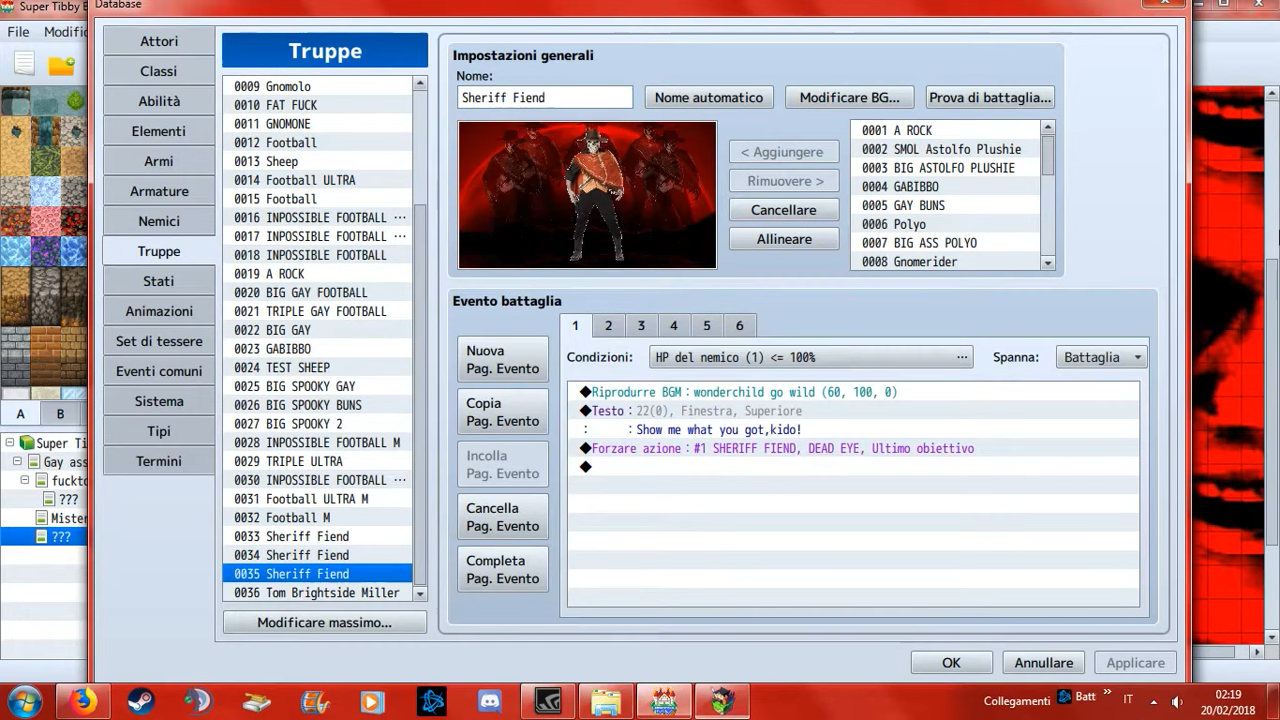 Super Tibby
Database
File Modific
Attori
Classi
Abilità
Elementi
Armi
Armature
Nemici
Truppe
Stati
Animazioni
Set di tessere
Eventi comuni
Sistema
Tipi
Termini
A B
Super Ti
Gay ass
fuckto
???
Mister
???
Truppe
0009 Gnomolo
0010 FAT FUCK
0011 GNOMONE
0012 Football
0013 Sheep
0014 Football ULTRA
0015 Football
0016 INPOSSIBLE FOOTBALL ...
0017 INPOSSIBLE FOOTBALL ...
0018 INPOSSIBLE FOOTBALL
0019 A ROCK
0020 BIG GAY FOOTBALL
0021 TRIPLE GAY FOOTBALL
0022 BIG GAY
0023 GABIBBO
0024 TEST SHEEP
0025 BIG SPOOKY GAY
0026 BIG SPOOKY BUNS
0027 BIG SPOOKY 2
0028 INPOSSIBLE FOOTBALL M
0029 TRIPLE ULTRA
0030 INPOSSIBLE FOOTBALL ...
0031 Football ULTRA M
0032 Football M
0033 Sheriff Fiend
0034 Sheriff Fiend
0035 Sheriff Fiend
0036 Tom Brightside Miller
Modificare massimo...
Impostazioni generali
Nome:
Sheriff Fiend
Nome automatico
Modificare BG...
Prova di battaglia...
< Aggiungere
Rimuovere >
Cancellare
Allineare
0001 A ROCK
0002 SMOL Astolfo Plushie
0003 BIG ASTOLFO PLUSHIE
0004 GABIBBO
0005 GAY BUNS
0006 Polyo
0007 BIG ASS POLYO
0008 Gnomerider
Evento battaglia
1 2 3 4 5 6
Nuova
Pag. Evento
Copia
Pag. Evento
Incolla
Pag. Evento
Cancella
Pag. Evento
Completa
Pag. Evento
Condizioni: HP del nemico (1) <= 100% ... Spanna: Battaglia
◆Riprodurre BGM : wonderchild go wild (60, 100, 0)
◆Testo : 22(0), Finestra, Superiore
: : Show me what you got,kido!
◆Forzare azione : #1 SHERIFF FIEND, DEAD EYE, Ultimo obiettivo
◆
OK
Annullare
Applicare
Collegamenti Batt » IT
02:19
20/02/2018